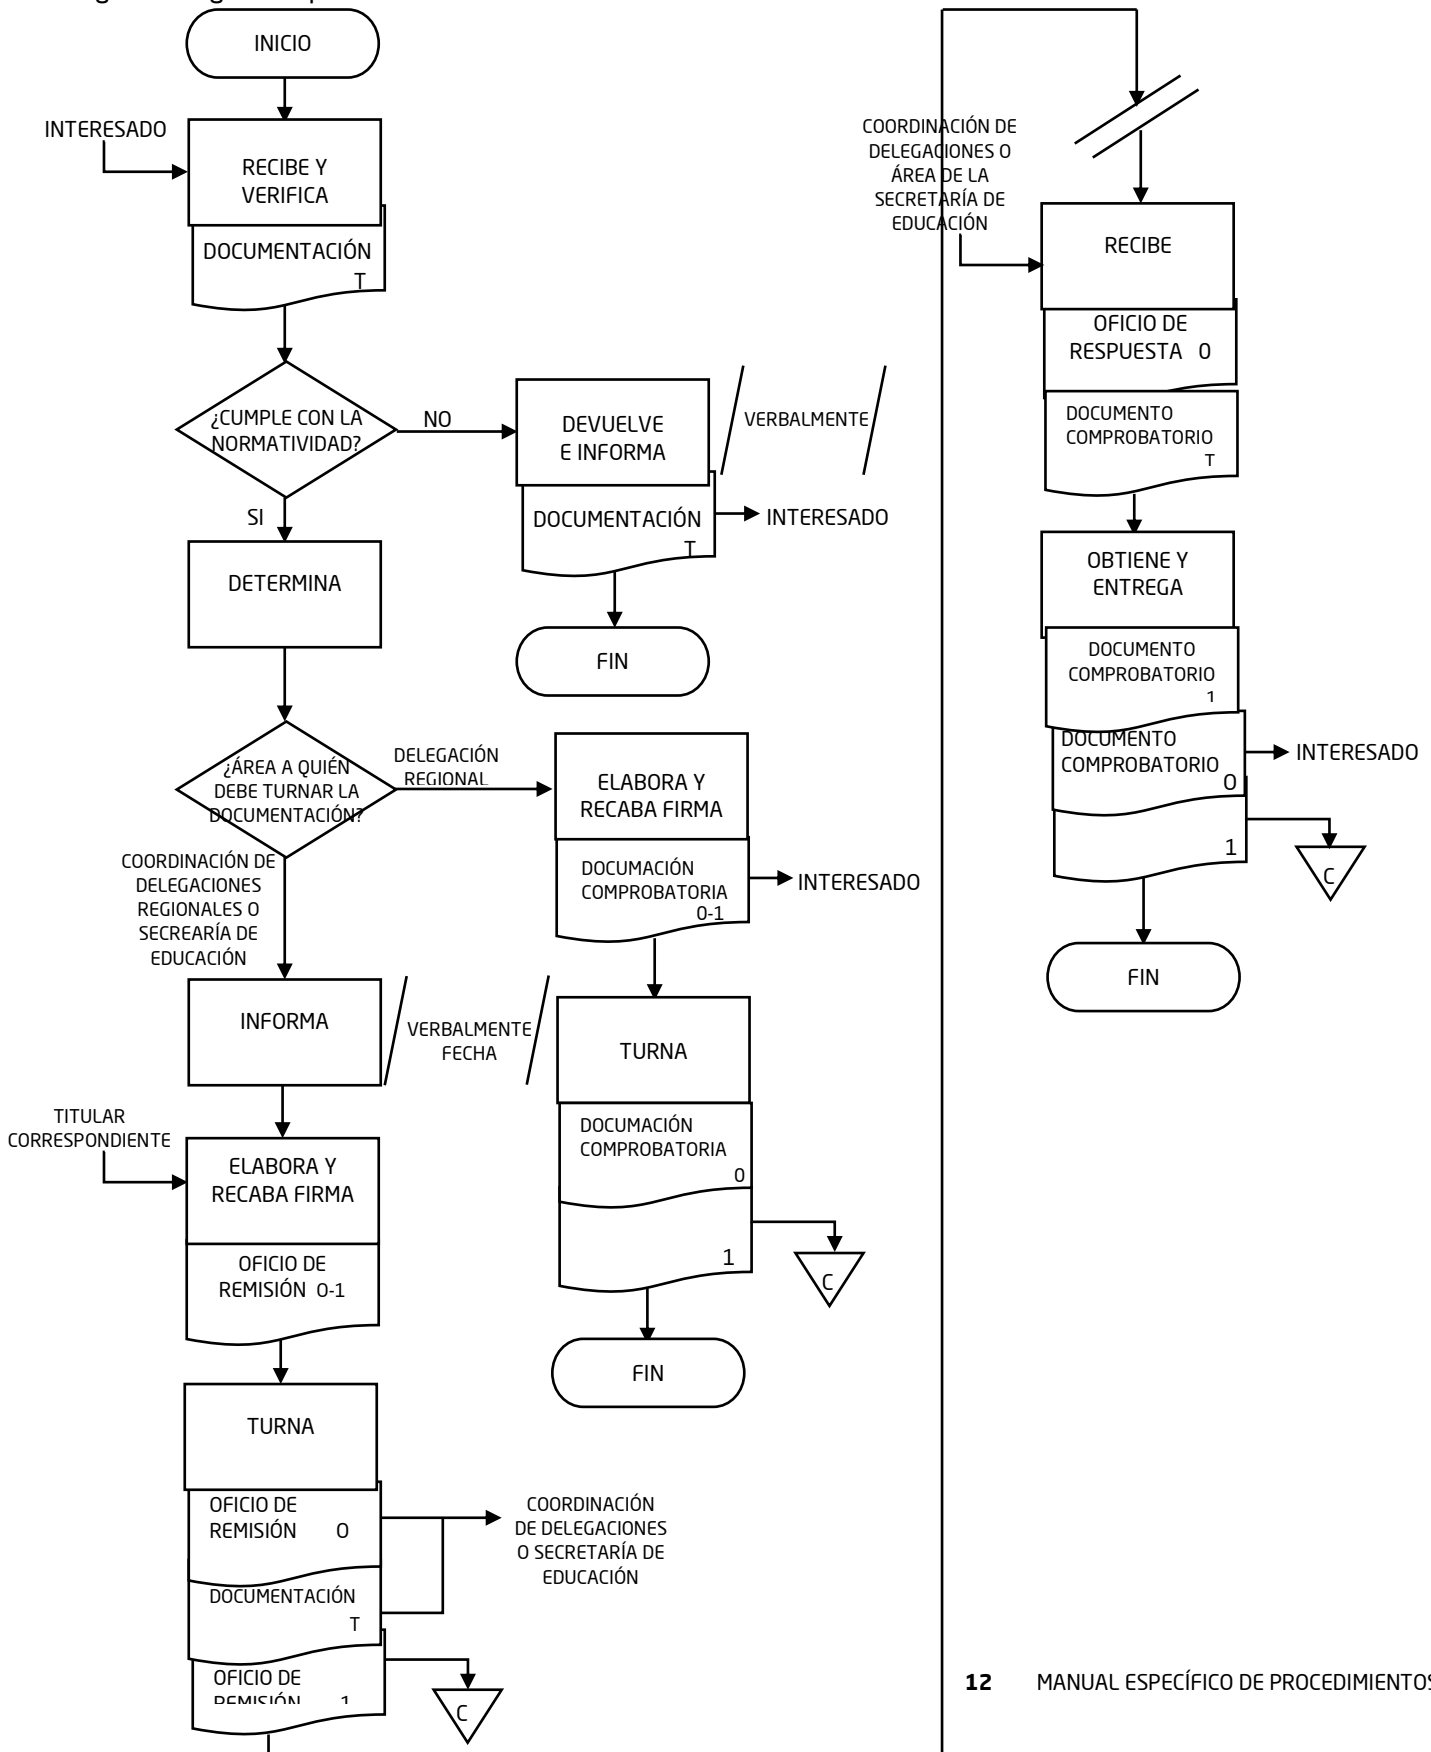 INICIO
INTERESADO
RECIBE Y
VERIFICA
DOCUMENTACIÓN
T
¿CUMPLE CON LA
NORMATIVIDAD?
NO
DEVUELVE
E INFORMA
VERBALMENTE
DOCUMENTACIÓN
T
INTERESADO
FIN
SI
DETERMINA
¿ÁREA A QUIÉN
DEBE TURNAR LA
DOCUMENTACIÓN?
DELEGACIÓN
REGIONAL
ELABORA Y
RECABA FIRMA
DOCUMACIÓN
COMPROBATORIA
0-1
INTERESADO
TURNA
DOCUMACIÓN
COMPROBATORIA
0
1
C
FIN
COORDINACIÓN DE
DELEGACIONES
REGIONALES O
SECREARÍA DE
EDUCACIÓN
INFORMA
VERBALMENTE
FECHA
TITULAR
CORRESPONDIENTE
ELABORA Y
RECABA FIRMA
OFICIO DE
REMISIÓN 0-1
TURNA
OFICIO DE
REMISIÓN 0
DOCUMENTACIÓN
T
COORDINACIÓN
DE DELEGACIONES
O SECRETARÍA DE
EDUCACIÓN
OFICIO DE
REMISIÓN 1
C
COORDINACIÓN DE
DELEGACIONES O
ÁREA DE LA
SECRETARÍA DE
EDUCACIÓN
RECIBE
OFICIO DE
RESPUESTA 0
DOCUMENTO
COMPROBATORIO
T
OBTIENE Y
ENTREGA
DOCUMENTO
COMPROBATORIO
1
DOCUMENTO
COMPROBATORIO
0
INTERESADO
1
C
FIN
12 MANUAL ESPECÍFICO DE PROCEDIMIENTOS